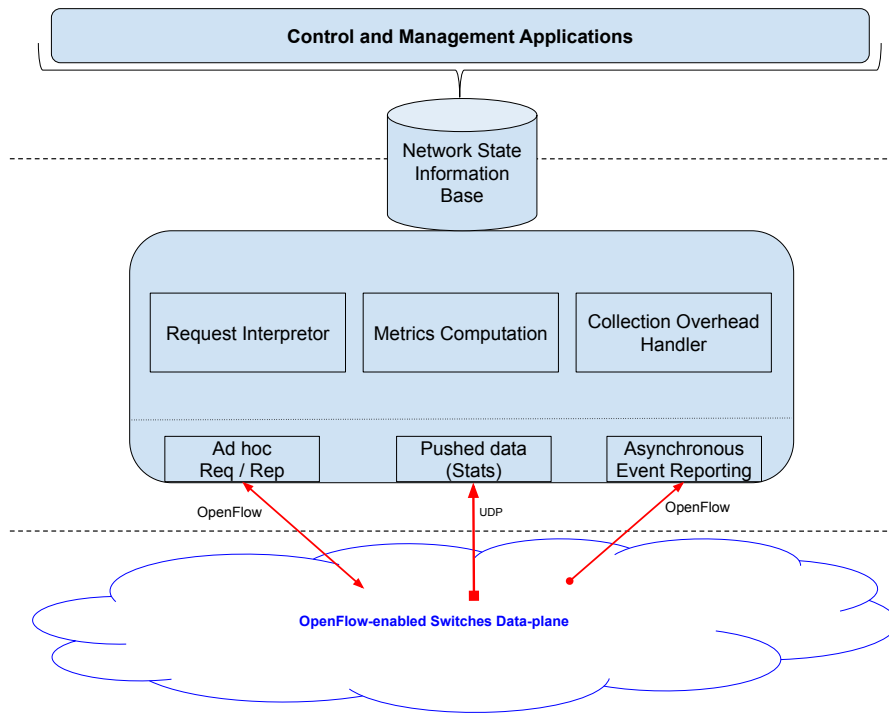 Control and Management Applications
Network State
Information
Base
Request Interpretor
Metrics Computation
Collection Overhead
Handler
Ad hoc
Req / Rep
Pushed data
(Stats)
Asynchronous
Event Reporting
OpenFlow
UDP
OpenFlow
OpenFlow-enabled Switches Data-plane